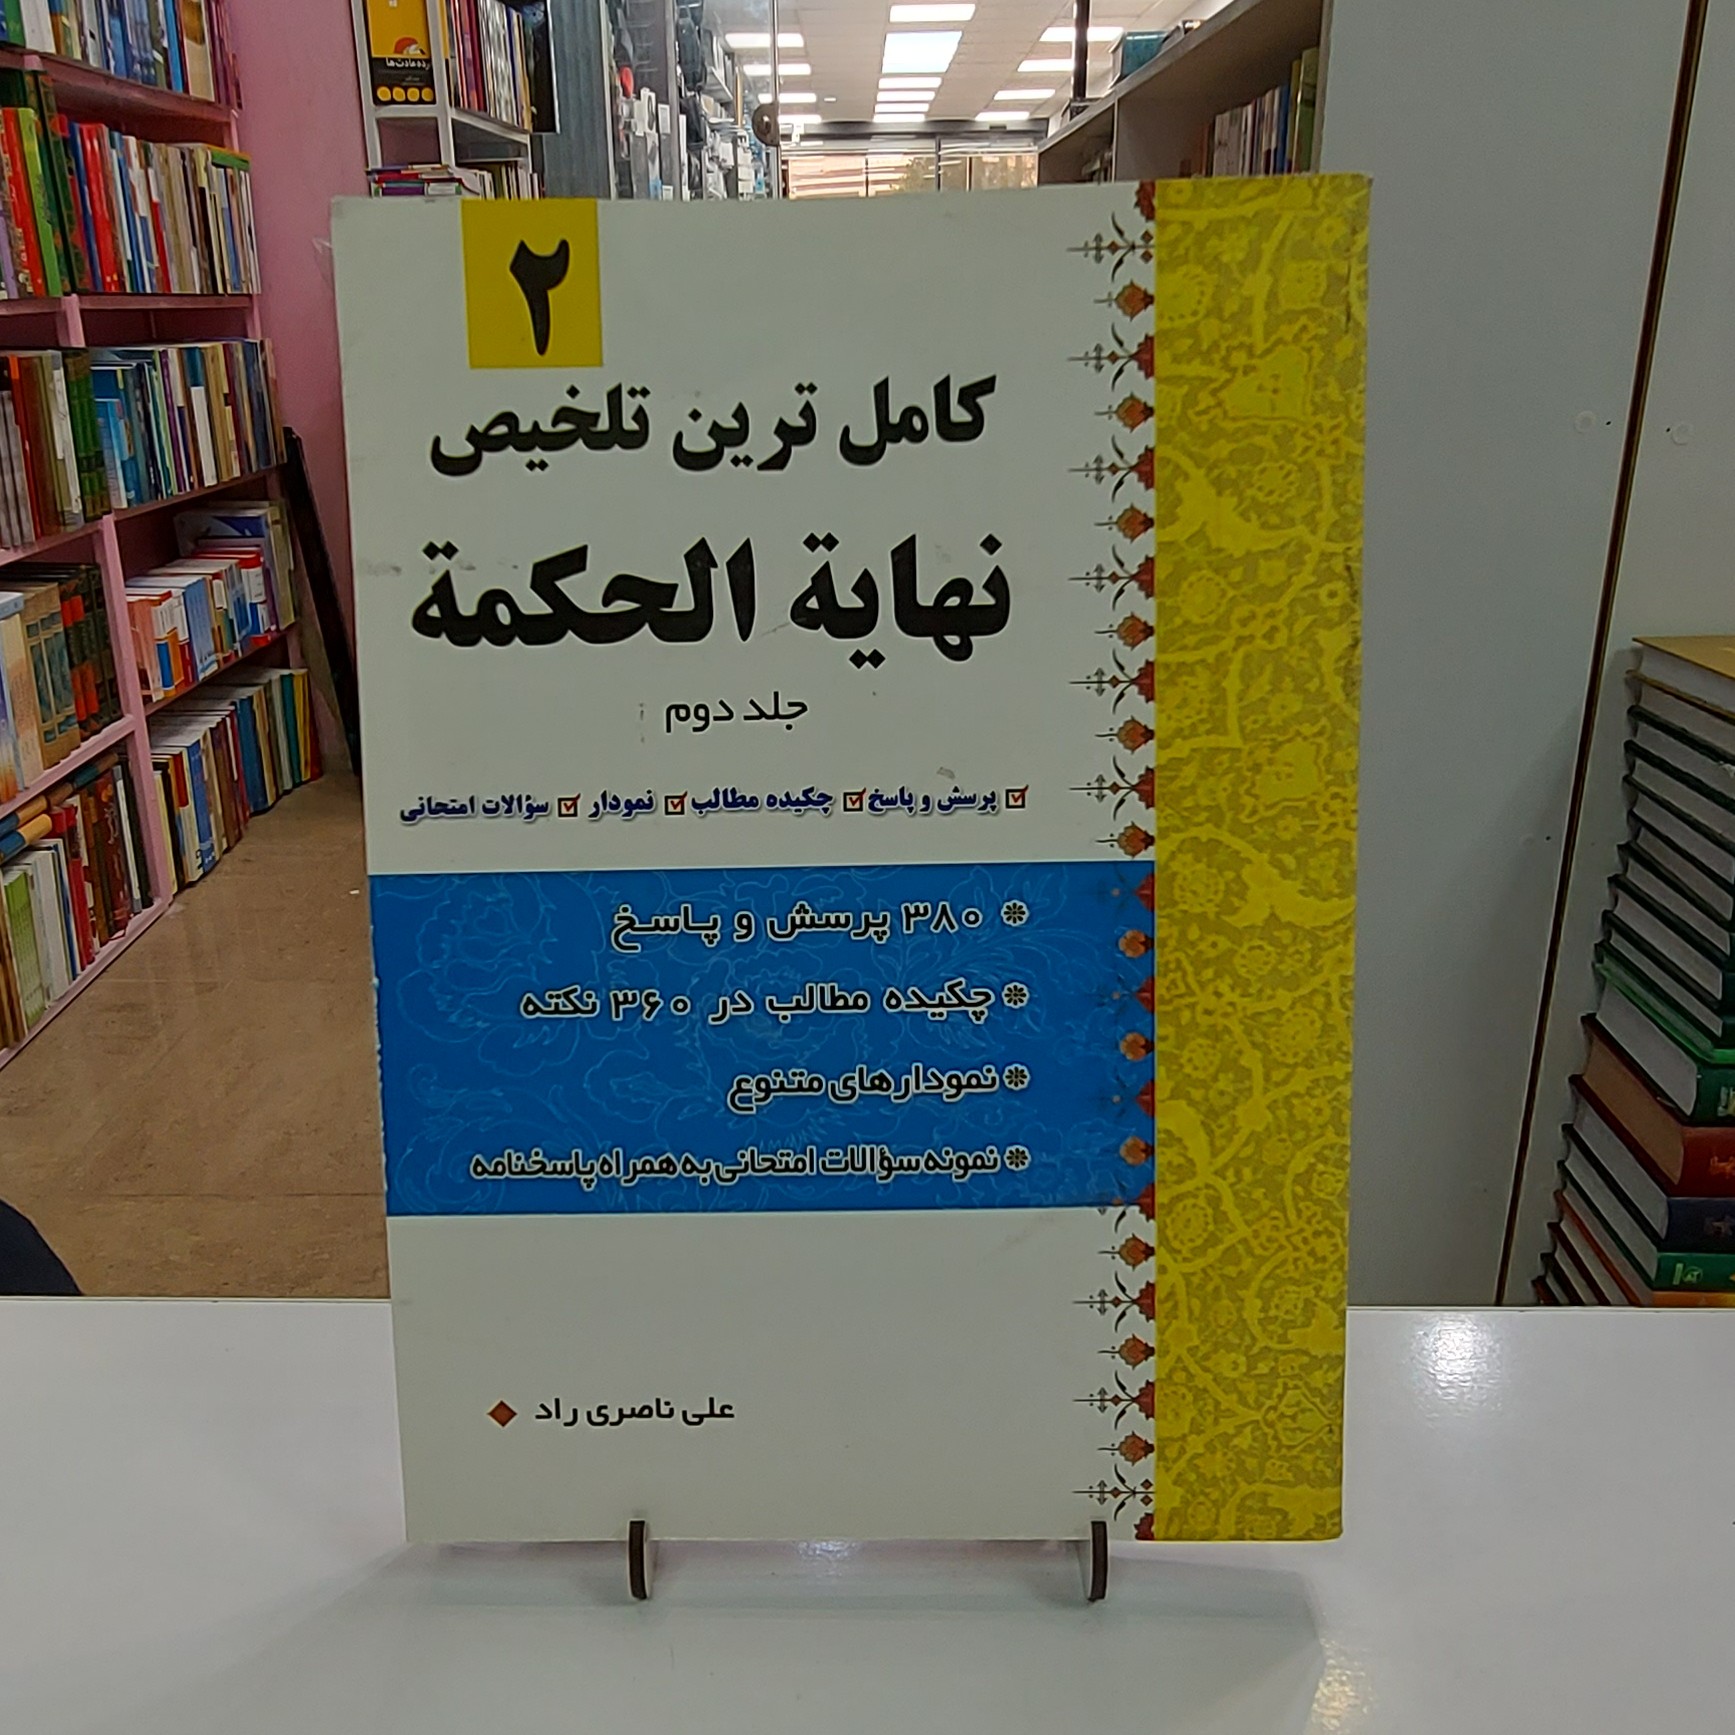 ۲
کامل ترین تلخیص
نهایة الحکمة
جلد دوم
پرسش و پاسخ چکیده مطالب نمودار سؤالات امتحانی
۳۸۰ پرسش و پاسخ
چکیده مطالب در ۳۶۰ نکته
نمودارهای متنوع
نمونه سؤالات امتحانی به همراه پاسخنامه
علی ناصری راد